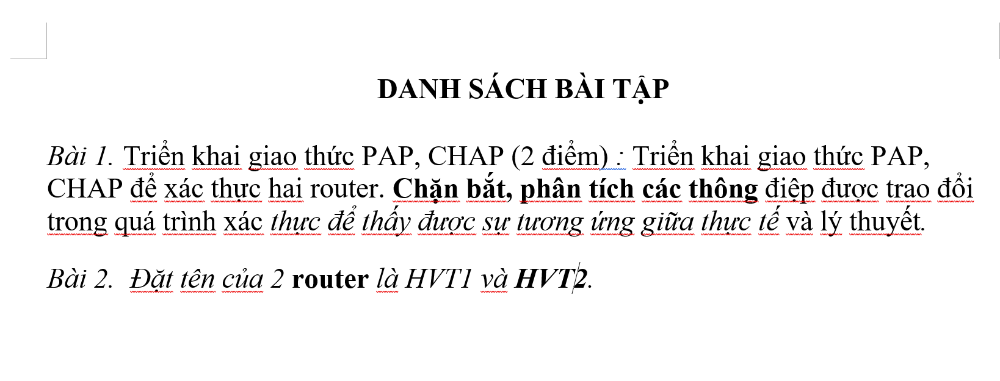 DANH SÁCH BÀI TẬP
Bài 1. Triển khai giao thức PAP, CHAP (2 điểm) : Triển khai giao thức PAP,
CHAP để xác thực hai router. Chặn bắt, phân tích các thông điệp được trao đổi
trong quá trình xác thực để thấy được sự tương ứng giữa thực tế và lý thuyết.
Bài 2. Đặt tên của 2 router là HVT1 và HVT2.